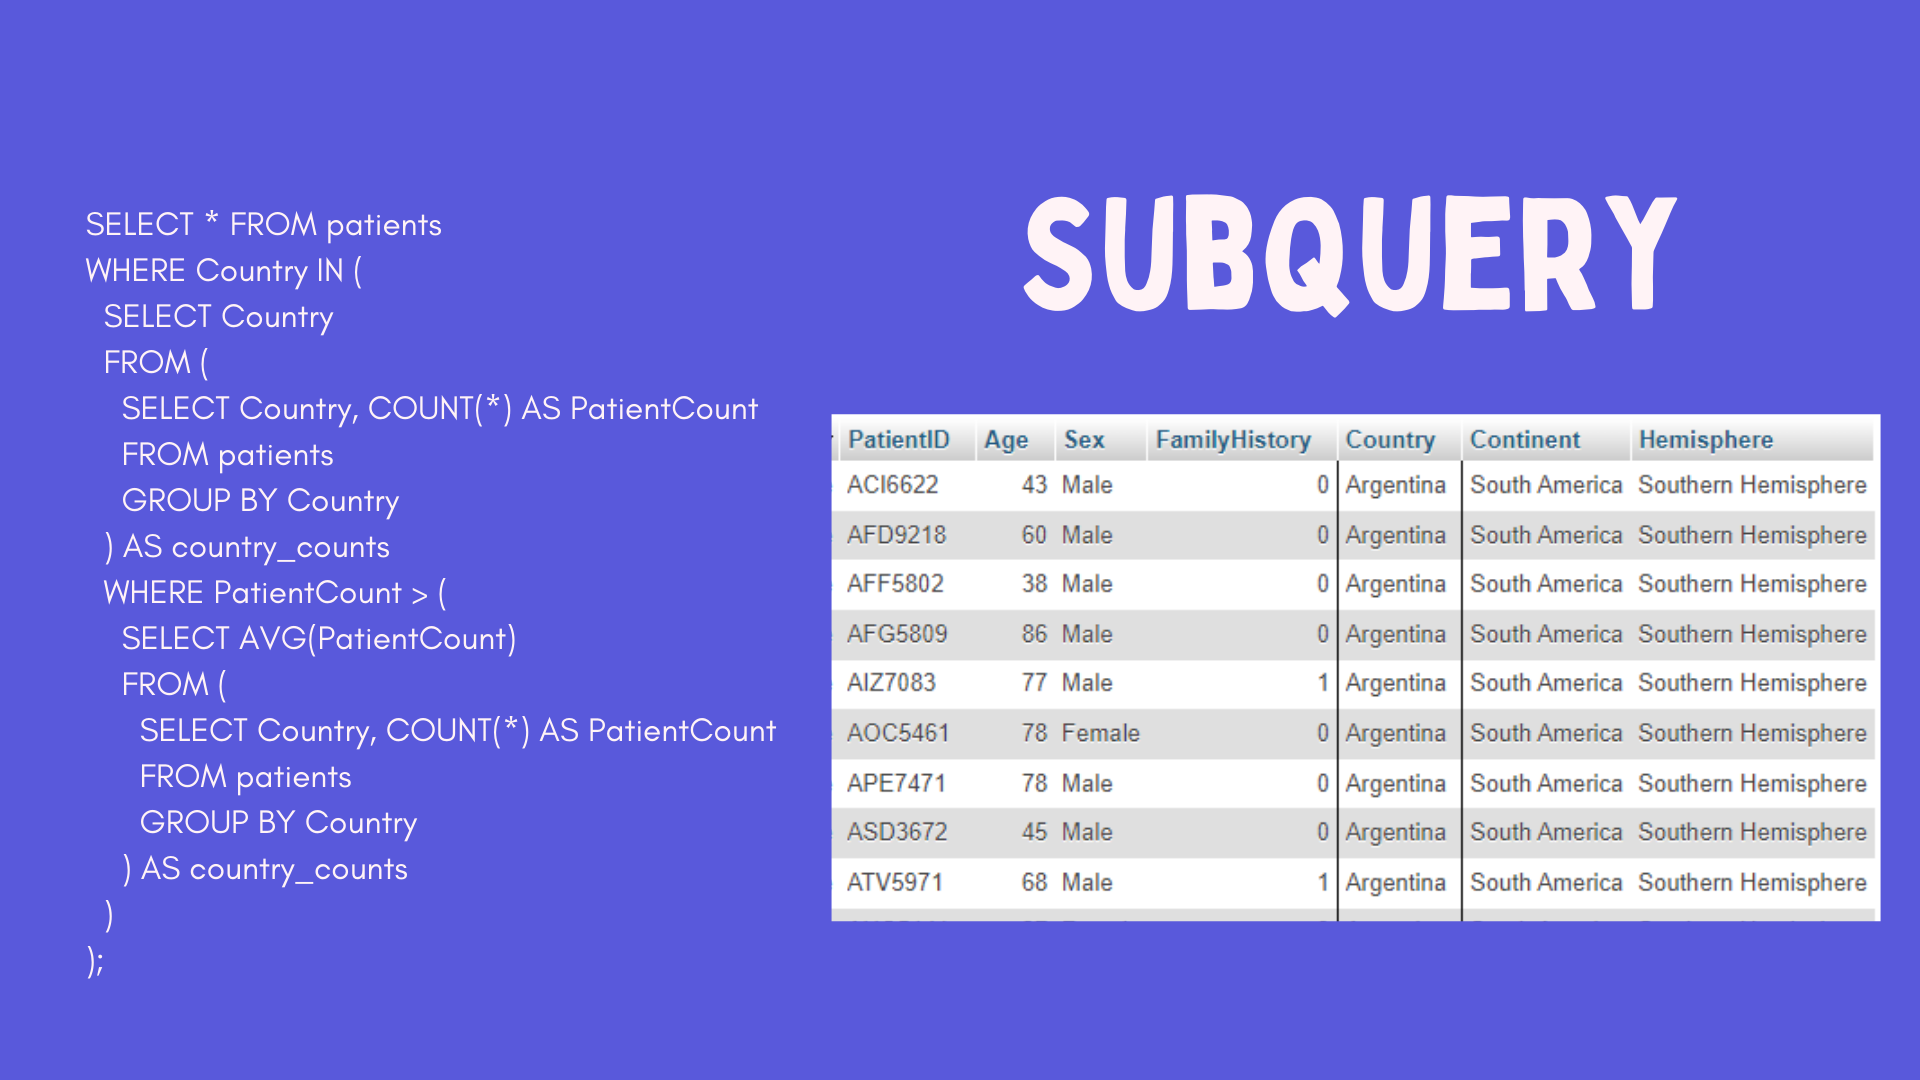 SELECT * FROM patients
WHERE Country IN (
SELECT Country
FROM (
SELECT Country, COUNT(*) AS PatientCount
FROM patients
GROUP BY Country
) AS country_counts
WHERE PatientCount > (
SELECT AVG(PatientCount)
FROM (
SELECT Country, COUNT(*) AS PatientCount
FROM patients
GROUP BY Country
) AS country_counts
)
);
SUBQUERY
PatientID Age Sex FamilyHistory Country Continent Hemisphere
ACI6622 43 Male 0 Argentina South America Southern Hemisphere
AFD9218 60 Male 0 Argentina South America Southern Hemisphere
AFF5802 38 Male 0 Argentina South America Southern Hemisphere
AFG5809 86 Male 0 Argentina South America Southern Hemisphere
AIZ7083 77 Male 1 Argentina South America Southern Hemisphere
AOC5461 78 Female 0 Argentina South America Southern Hemisphere
APE7471 78 Male 0 Argentina South America Southern Hemisphere
ASD3672 45 Male 0 Argentina South America Southern Hemisphere
ATV5971 68 Male 1 Argentina South America Southern Hemisphere